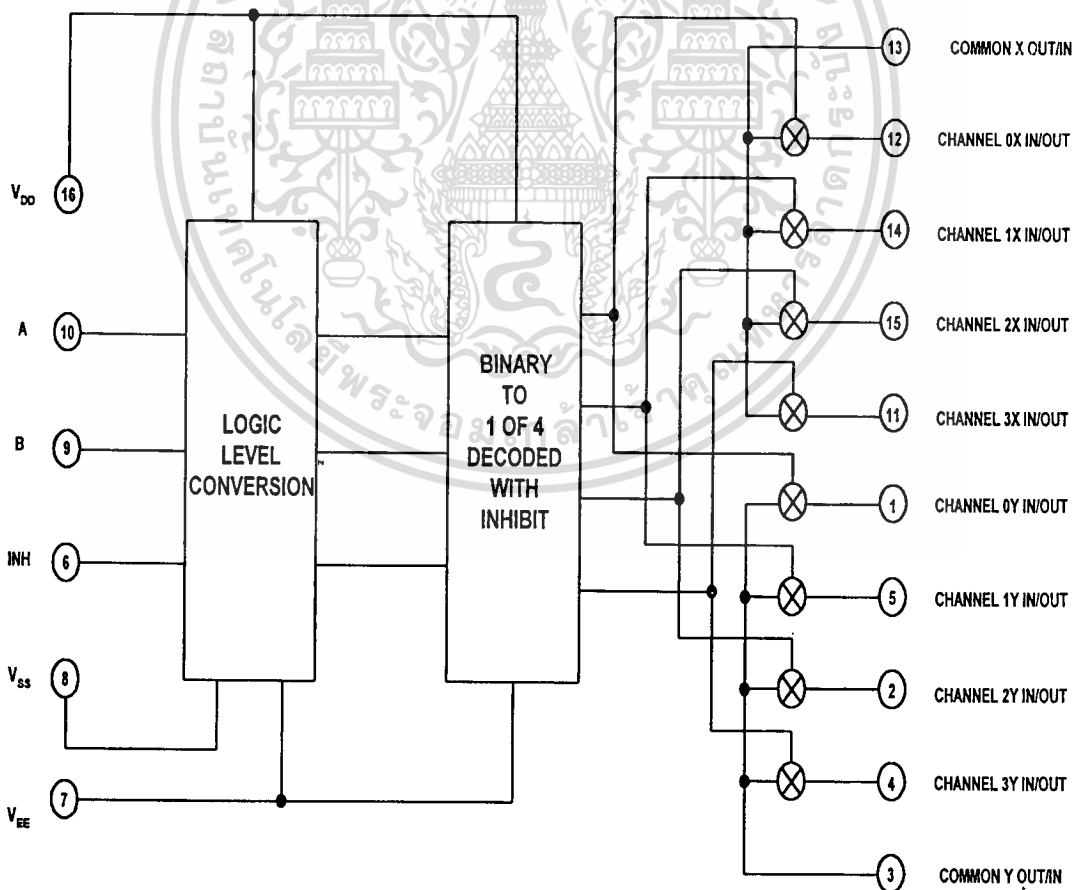 13 COMMON X OUT/IN
12 CHANNEL 0X IN/OUT
V_DD 16
14 CHANNEL 1X IN/OUT
A 10
15 CHANNEL 2X IN/OUT
11 CHANNEL 3X IN/OUT
B 9
LOGIC
LEVEL
CONVERSION
BINARY
TO
1 OF 4
DECODED
WITH
INHIBIT
1 CHANNEL 0Y IN/OUT
INH 6
5 CHANNEL 1Y IN/OUT
V_SS 8
2 CHANNEL 2Y IN/OUT
4 CHANNEL 3Y IN/OUT
V_EE 7
3 COMMON Y OUT/IN